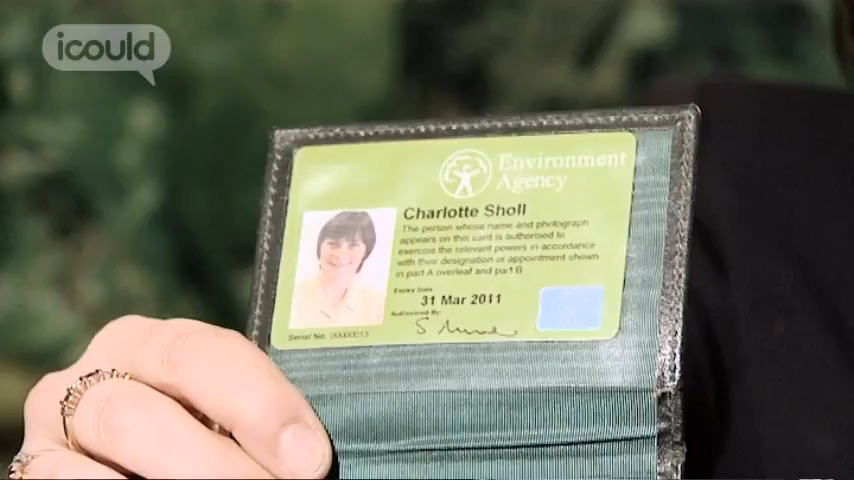 icould
Environment
Agency
Charlotte Sholl
The person whose name and photograph
appears on this card is authorised to
exercise the relevant powers in accordance
with their designation or appointment shown
in part A overleaf and part B
Expiry Date
31 Mar 2011
Authorised By:
Serial No.